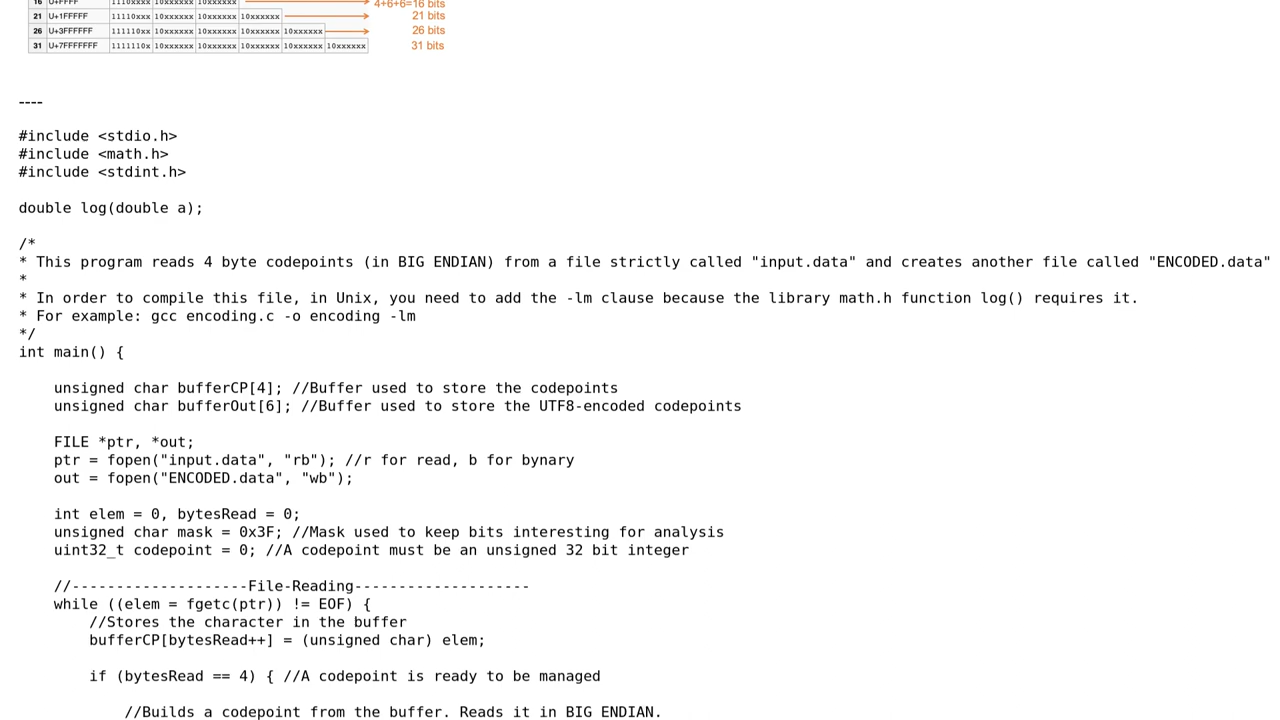 16 U+FFFF 1110xxxx 10xxxxxx 10xxxxxx 4+6+6=16 bits
21 U+1FFFFF 11110xxx 10xxxxxx 10xxxxxx 10xxxxxx 21 bits
26 U+3FFFFFF 111110xx 10xxxxxx 10xxxxxx 10xxxxxx 10xxxxxx 26 bits
31 U+7FFFFFFF 1111110x 10xxxxxx 10xxxxxx 10xxxxxx 10xxxxxx 10xxxxxx 31 bits
----
#include <stdio.h>
#include <math.h>
#include <stdint.h>
double log(double a);
/*
* This program reads 4 byte codepoints (in BIG ENDIAN) from a file strictly called "input.data" and creates another file called "ENCODED.data"
*
* In order to compile this file, in Unix, you need to add the -lm clause because the library math.h function log() requires it.
* For example: gcc encoding.c -o encoding -lm
*/
int main() {
unsigned char bufferCP[4]; //Buffer used to store the codepoints
unsigned char bufferOut[6]; //Buffer used to store the UTF8-encoded codepoints
FILE *ptr, *out;
ptr = fopen("input.data", "rb"); //r for read, b for bynary
out = fopen("ENCODED.data", "wb");
int elem = 0, bytesRead = 0;
unsigned char mask = 0x3F; //Mask used to keep bits interesting for analysis
uint32_t codepoint = 0; //A codepoint must be an unsigned 32 bit integer
//--------------------File-Reading--------------------
while ((elem = fgetc(ptr)) != EOF) {
//Stores the character in the buffer
bufferCP[bytesRead++] = (unsigned char) elem;
if (bytesRead == 4) { //A codepoint is ready to be managed
//Builds a codepoint from the buffer. Reads it in BIG ENDIAN.